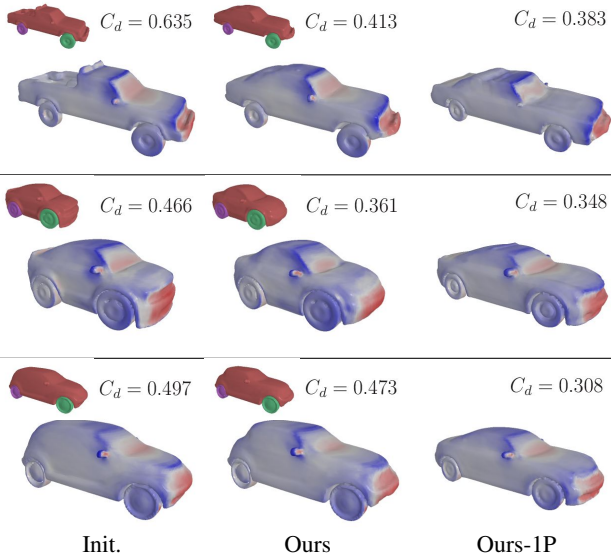 C_d = 0.635
C_d = 0.413
C_d = 0.383
C_d = 0.466
C_d = 0.361
C_d = 0.348
C_d = 0.497
C_d = 0.473
C_d = 0.308
Init.
Ours
Ours-1P